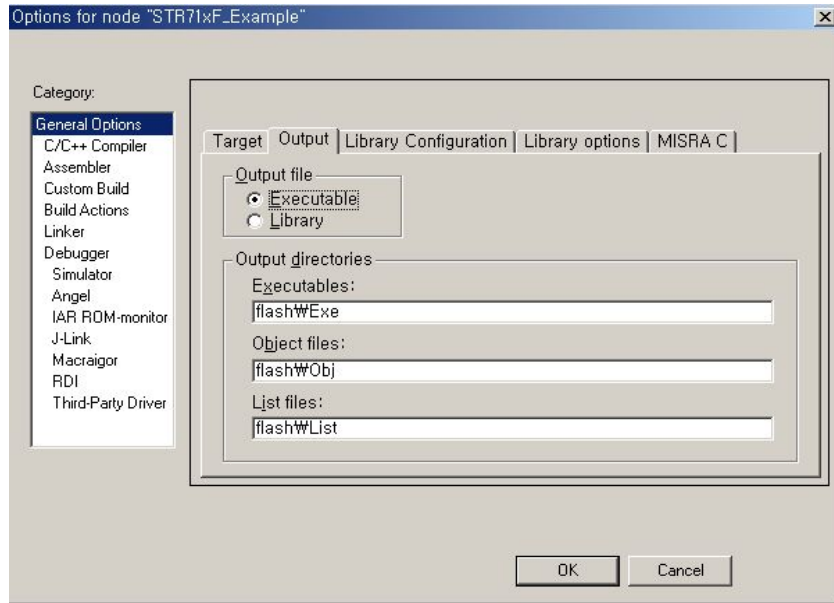 Options for node "STR71xF_Example"
Category:
General Options
C/C++ Compiler
Assembler
Custom Build
Build Actions
Linker
Debugger
Simulator
Angel
IAR ROM-monitor
J-Link
Macraigor
RDI
Third-Party Driver
Target Output Library Configuration Library options MISRA C
Output file
Executable
Library
Output directories
Executables:
flash₩Exe
Object files:
flash₩Obj
List files:
flash₩List
OK Cancel